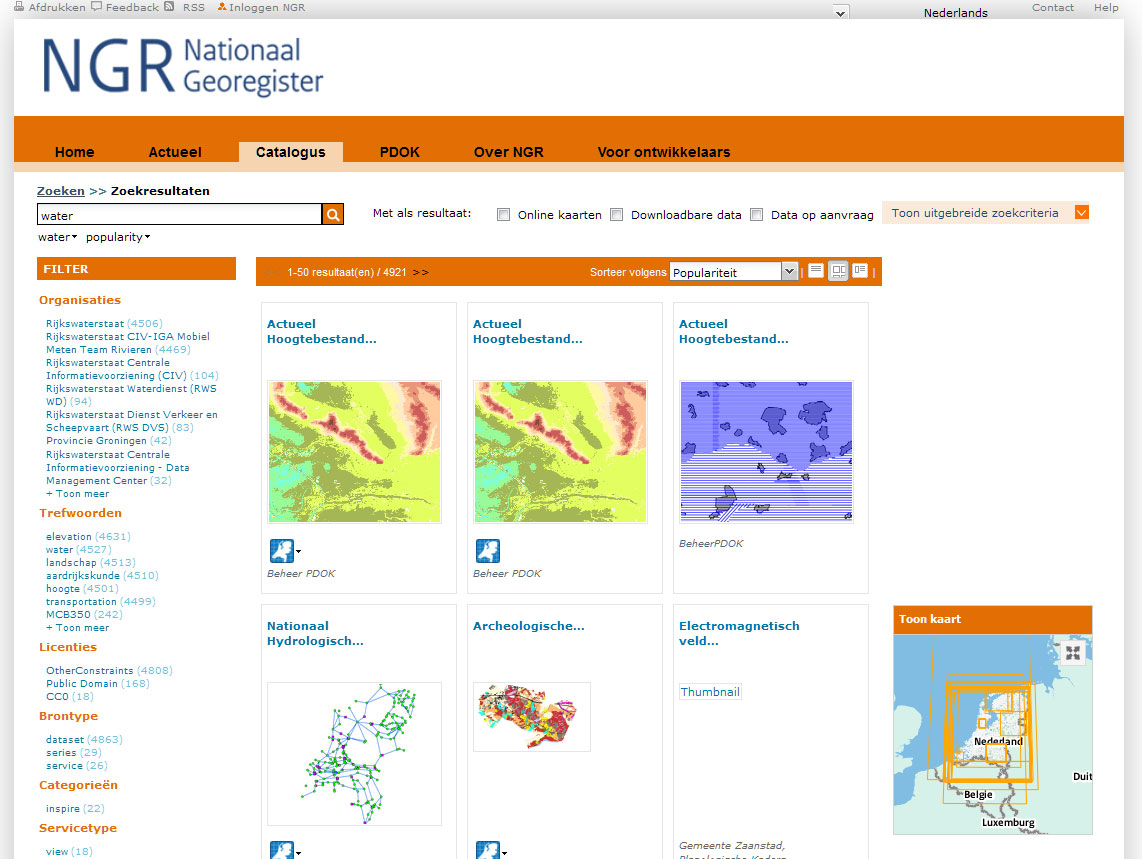 Afdrukken Feedback RSS Inloggen NGR
Nederlands Contact Help
NGR Nationaal
Georegister
Home Actueel Catalogus PDOK Over NGR Voor ontwikkelaars
Zoeken >> Zoekresultaten
water
Met als resultaat: Online kaarten Downloadbare data Data op aanvraag Toon uitgebreide zoekcriteria
water popularity
FILTER
Organisaties
Rijkswaterstaat (4506)
Rijkswaterstaat CIV-IGA Mobiel
Meten Team Rivieren (4469)
Rijkswaterstaat Centrale
Informatievoorziening (CIV) (104)
Rijkswaterstaat Waterdienst (RWS
WD) (94)
Rijkswaterstaat Dienst Verkeer en
Scheepvaart (RWS DVS) (83)
Provincie Groningen (42)
Rijkswaterstaat Centrale
Informatievoorziening - Data
Management Center (32)
+ Toon meer
Trefwoorden
elevation (4631)
water (4527)
landschap (4513)
aardrijkskunde (4510)
hoogte (4501)
transportation (4499)
MCB350 (242)
+ Toon meer
Licenties
OtherConstraints (4808)
Public Domain (168)
CC0 (18)
Brontype
dataset (4863)
series (29)
service (26)
Categorieën
inspire (22)
Servicetype
view (18)
<< 1-50 resultaat(en) / 4921 >>
Sorteer volgens Populariteit | |
Actueel
Hoogtebestand...
Beheer PDOK
Actueel
Hoogtebestand...
Beheer PDOK
Actueel
Hoogtebestand...
BeheerPDOK
Nationaal
Hydrologisch...
Archeologische...
Electromagnetisch
veld...
Thumbnail
Gemeente Zaanstad,
Toon kaart
Nederland
Duit
Belgie
Luxemburg